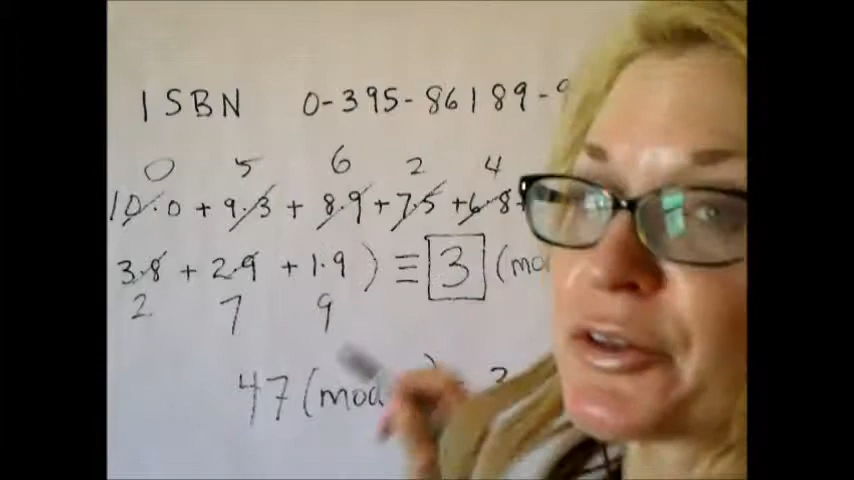 ISBN 0-395-86189-9
0 5 6 2 4
10·0 + 9·3 + 8·9 + 7·5 + 6·8 +
3·8 + 2·9 + 1·9 ) ≡ 3 (mo
2 7 9
47 (mod